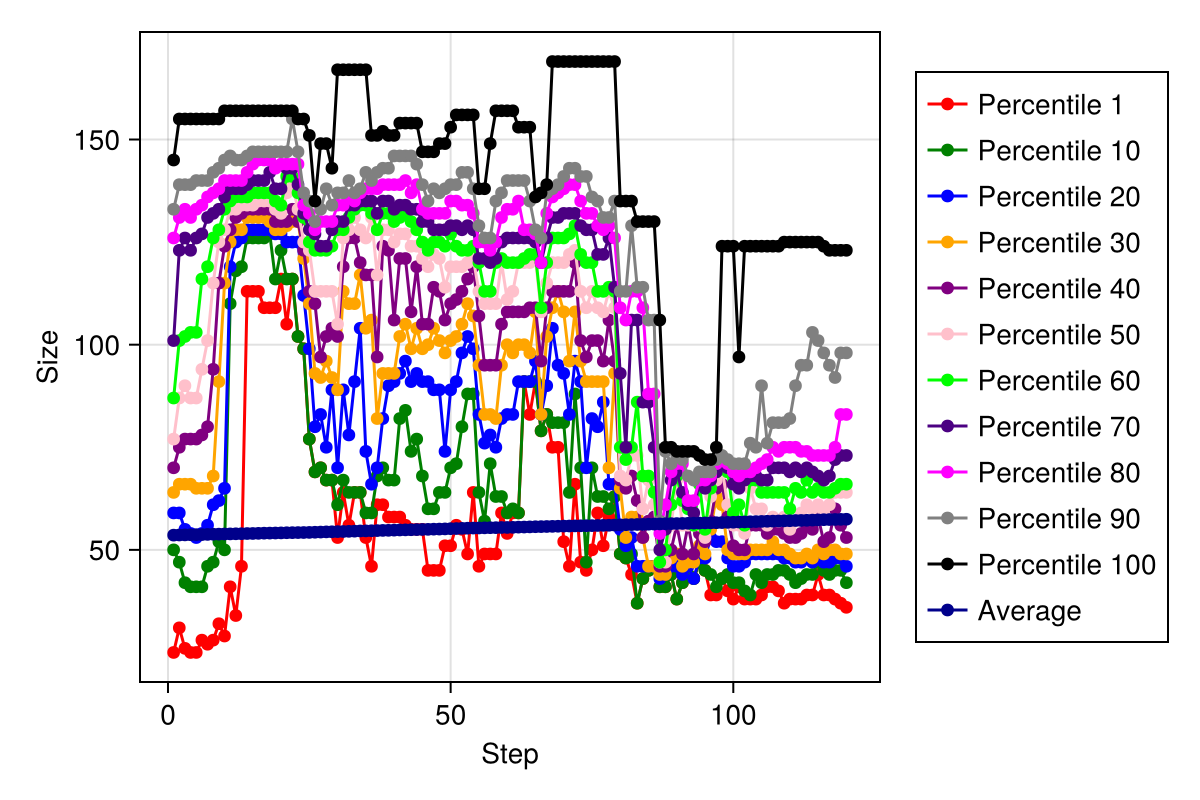 150
100
50
0
50
100
Size
Step
Percentile 1
Percentile 10
Percentile 20
Percentile 30
Percentile 40
Percentile 50
Percentile 60
Percentile 70
Percentile 80
Percentile 90
Percentile 100
Average